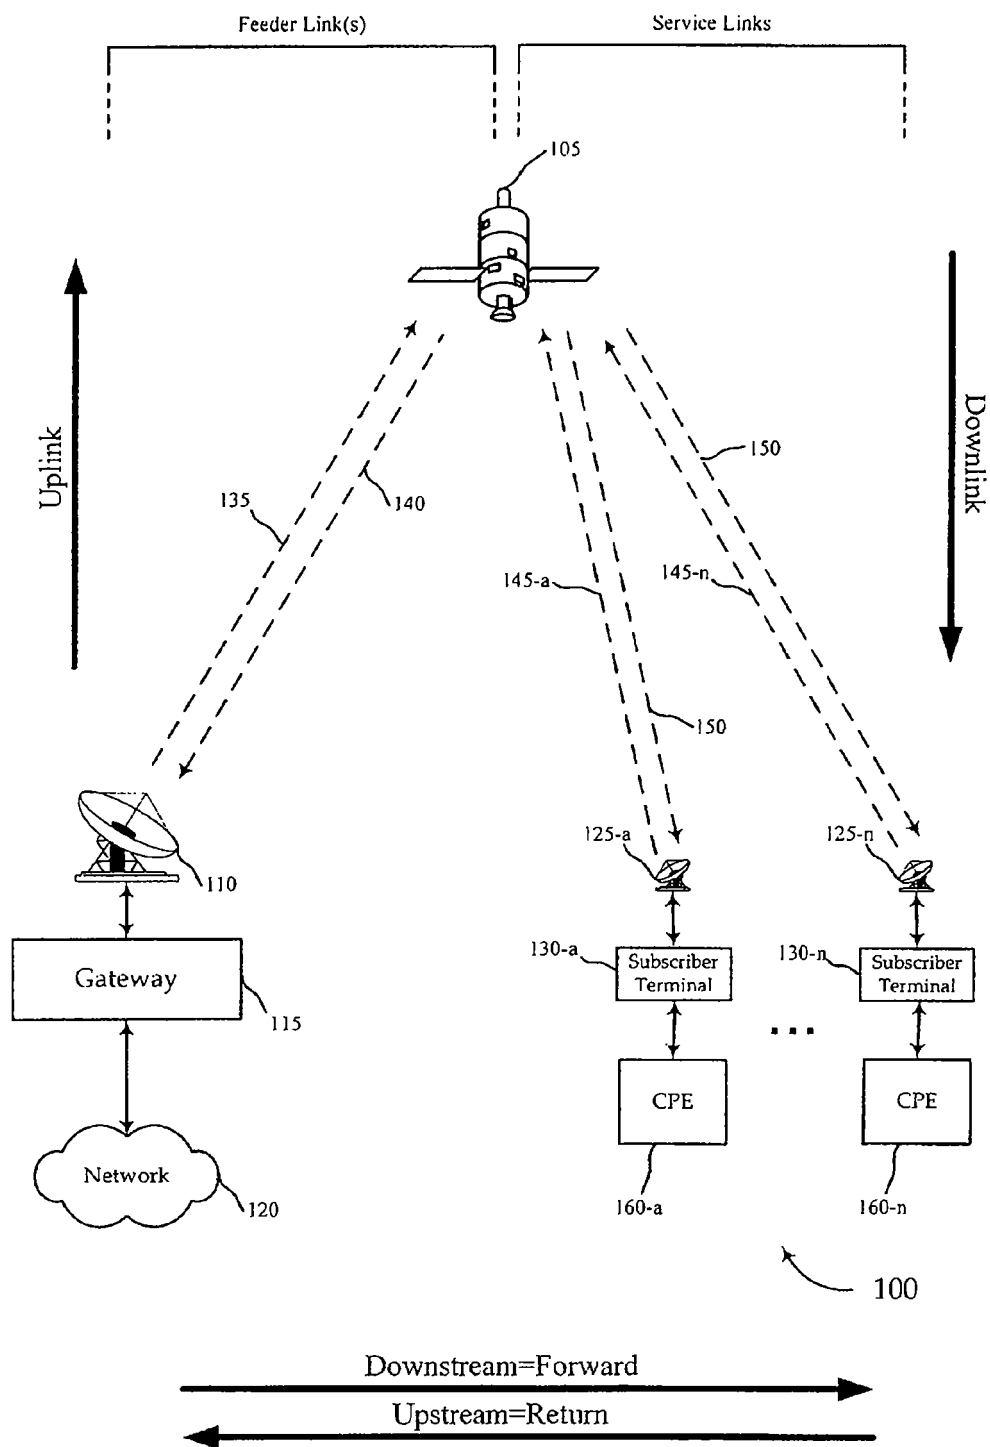 Feeder Link(s)
Service Links
105
Uplink
Downlink
150
135
140
145-a
145-n
150
125-a
125-n
110
130-a
Subscriber
Terminal
130-n
Subscriber
Terminal
Gateway
115
...
CPE
CPE
Network
120
160-a
160-n
100
Downstream=Forward
Upstream=Return